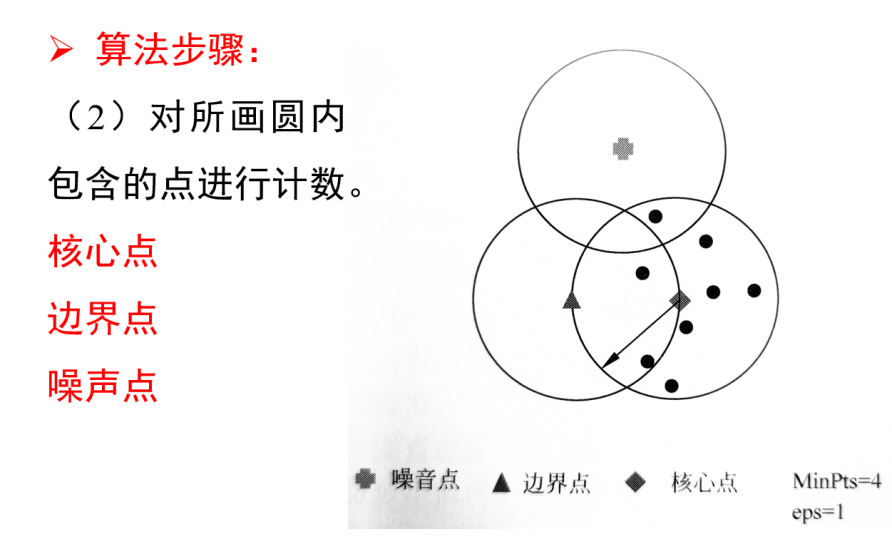 ➢ 算法步骤：
（2）对所画圆内
包含的点进行计数。
核心点
边界点
噪声点
噪音点 边界点 核心点 MinPts=4
eps=1